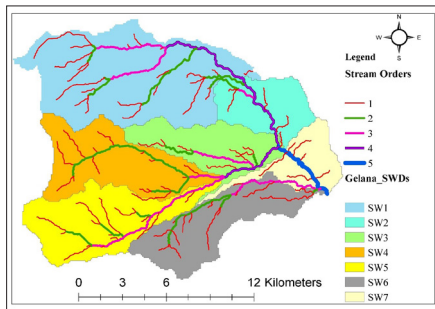 N
W E
S
Legend
Stream Orders
1
2
3
4
5
Gelana_SWDs
SW1
SW2
SW3
SW4
SW5
SW6
SW7
0 3 6 12 Kilometers